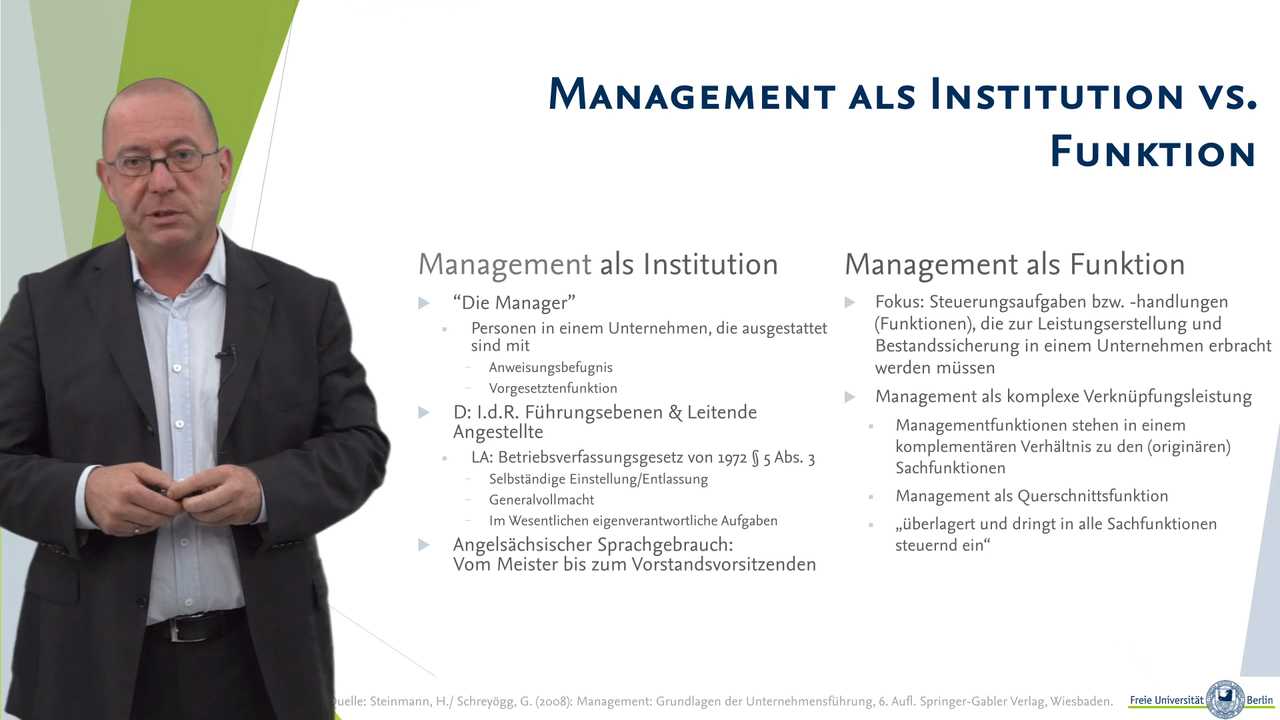 Management als Institution vs.
Funktion
Management als Institution
“Die Manager”
Personen in einem Unternehmen, die ausgestattet
sind mit
Anweisungsbefugnis
Vorgesetztenfunktion
D: I.d.R. Führungsebenen & Leitende
Angestellte
LA: Betriebsverfassungsgesetz von 1972 § 5 Abs. 3
Selbständige Einstellung/Entlassung
Generalvollmacht
Im Wesentlichen eigenverantwortliche Aufgaben
Angelsächsischer Sprachgebrauch:
Vom Meister bis zum Vorstandsvorsitzenden
Management als Funktion
Fokus: Steuerungsaufgaben bzw. -handlungen
(Funktionen), die zur Leistungserstellung und
Bestandssicherung in einem Unternehmen erbracht
werden müssen
Management als komplexe Verknüpfungsleistung
Managementfunktionen stehen in einem
komplementären Verhältnis zu den (originären)
Sachfunktionen
Management als Querschnittsfunktion
„überlagert und dringt in alle Sachfunktionen
steuernd ein“
Quelle: Steinmann, H./ Schreyögg, G. (2008): Management: Grundlagen der Unternehmensführung, 6. Aufl. Springer-Gabler Verlag, Wiesbaden.
Freie Universität Berlin